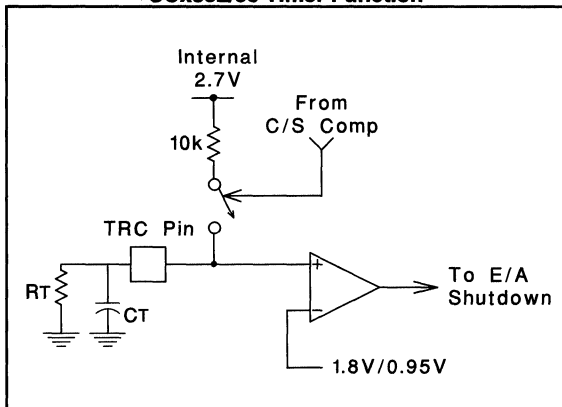 Internal
2.7V
From
C/S Comp
10k
TRC Pin
RT
CT
+
−
To E/A
Shutdown
1.8V/0.95V